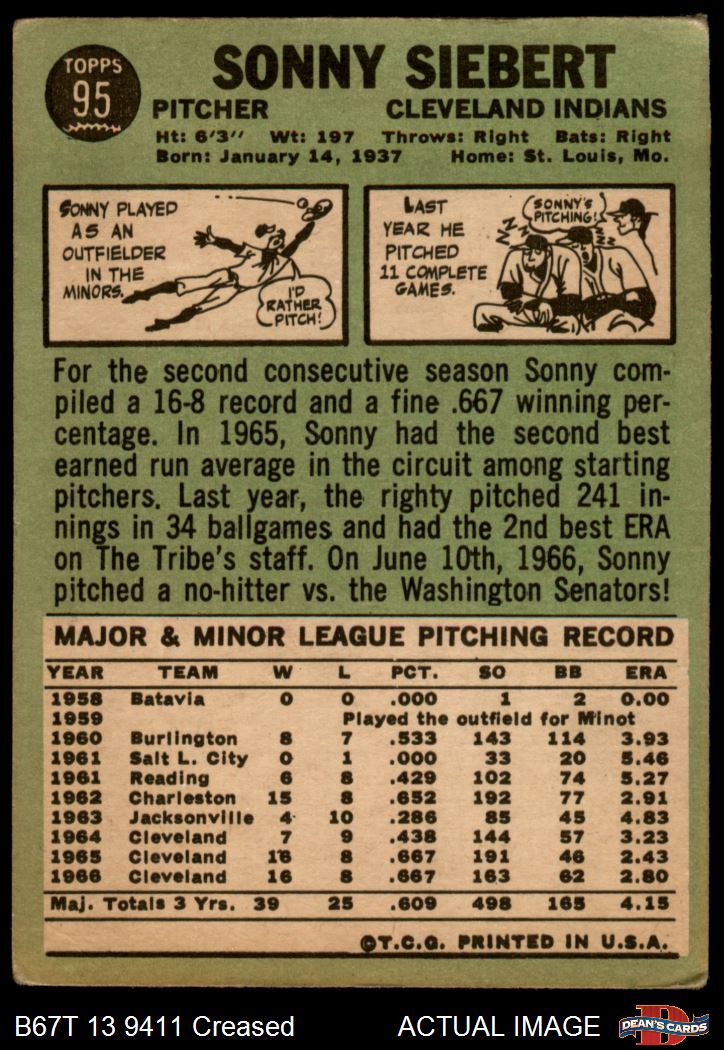 TOPPS
95
SONNY SIEBERT
PITCHER CLEVELAND INDIANS
Ht: 6'3'' Wt: 197 Throws: Right Bats: Right
Born: January 14, 1937 Home: St. Louis, Mo.
SONNY PLAYED
AS AN
OUTFIELDER
IN THE
MINORS.
I'D
RATHER
PITCH!
LAST
YEAR HE
PITCHED
11 COMPLETE
GAMES.
SONNY'S
PITCHING!
Z Z Z Z Z
For the second consecutive season Sonny com-
piled a 16-8 record and a fine .667 winning per-
centage. In 1965, Sonny had the second best
earned run average in the circuit among starting
pitchers. Last year, the righty pitched 241 in-
nings in 34 ballgames and had the 2nd best ERA
on The Tribe's staff. On June 10th, 1966, Sonny
pitched a no-hitter vs. the Washington Senators!
MAJOR & MINOR LEAGUE PITCHING RECORD
YEAR TEAM W L PCT. SO BB ERA
1958 Batavia 0 0 .000 1 2 0.00
1959 Played the outfield for Minot
1960 Burlington 8 7 .533 143 114 3.93
1961 Salt L. City 0 1 .000 33 20 5.46
1961 Reading 6 8 .429 102 74 5.27
1962 Charleston 15 8 .652 192 77 2.91
1963 Jacksonville 4 10 .286 85 45 4.83
1964 Cleveland 7 9 .438 144 57 3.23
1965 Cleveland 16 8 .667 191 46 2.43
1966 Cleveland 16 8 .667 163 62 2.80
Maj. Totals 3 Yrs. 39 25 .609 498 165 4.15
©T.C.G. PRINTED IN U.S.A.
B67T 13 9411 Creased ACTUAL IMAGE
D
DEAN'S CARDS